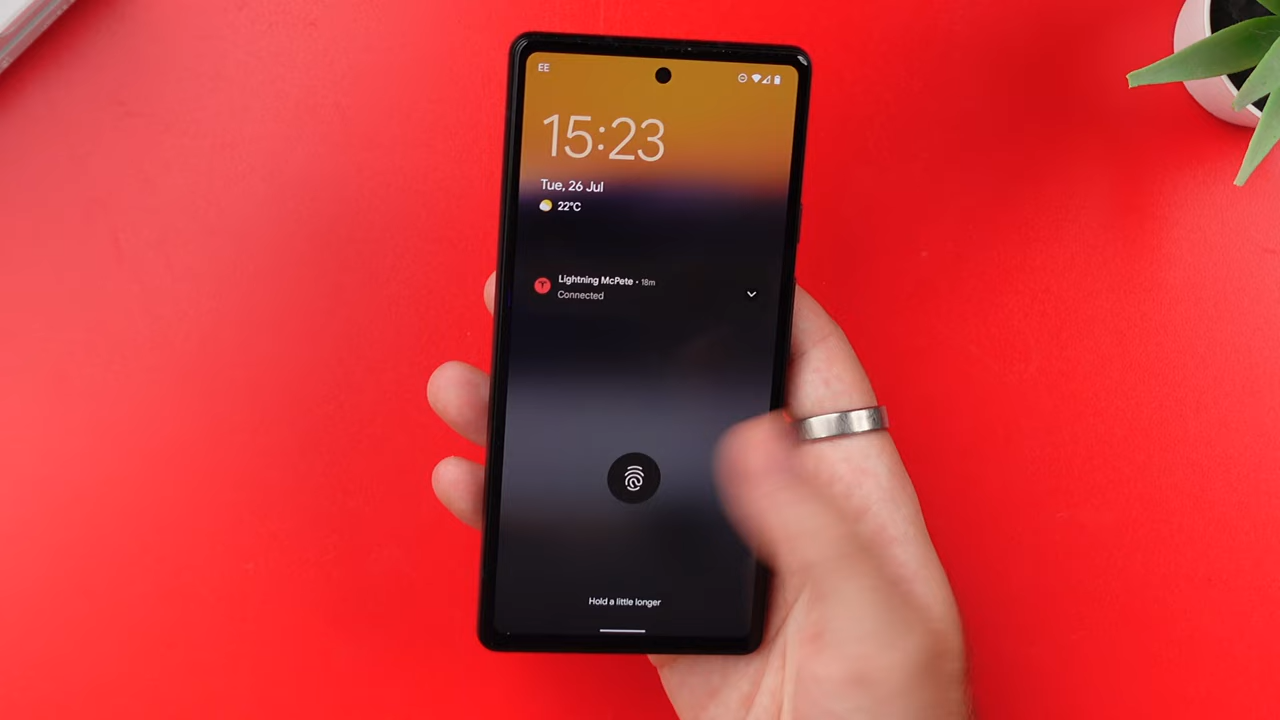 EE
15:23
Tue, 26 Jul
22°C
Lightning McPete • 18m
Connected
Hold a little longer